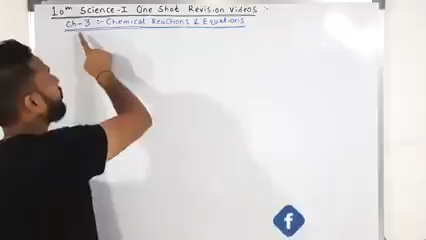 10th Science-I One Shot Revision Videos :-
Ch-3 :- Chemical Reactions & Equations
f